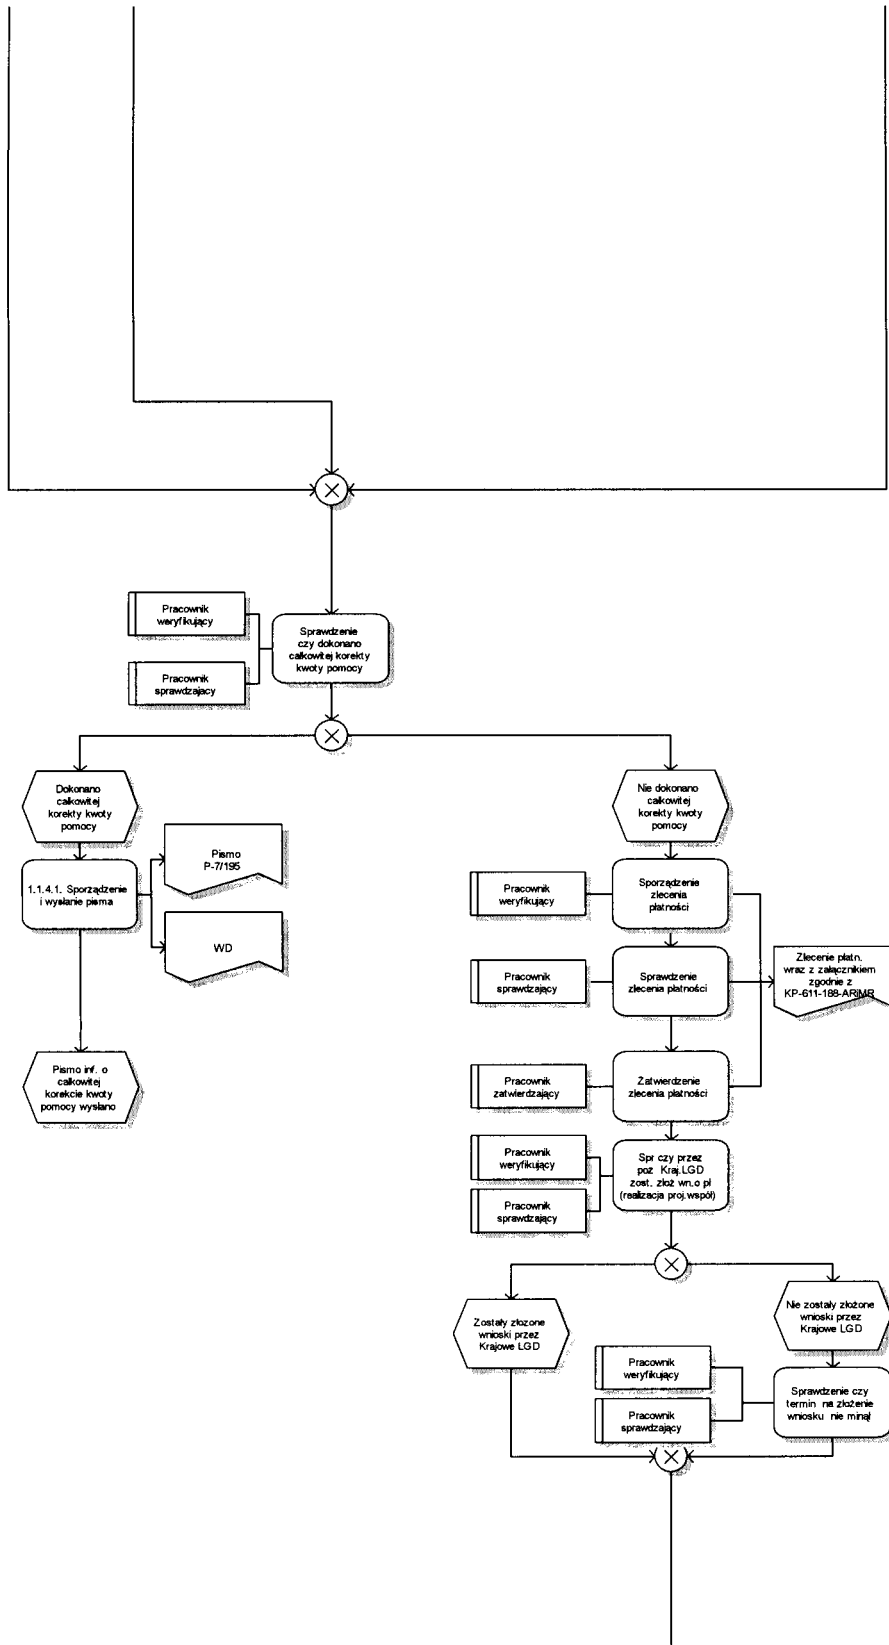 Pracownik
weryfikujący
Sprawdzenie
czy dokonano
całkowitej korekty
kwoty pomocy
Pracownik
sprawdzajacy
Dokonano
całkowitej
korekty kwoty
pomocy
Nie dokonano
całkowitej
korekty kwoty
pomocy
Pismo
P-7/195
1.1.4.1. Sporządzenie
i wysłanie pisma
WD
Pismo inf. o
całkowitej
korekcie kwoty
pomocy wysłano
Pracownik
weryfikujący
Sporządzenie
zlecenia
płatności
Pracownik
sprawdzający
Sprawdzenie
zlecenia płatności
Zlecenie płatn.
wraz z załącznikiem
zgodnie z
KP-611-188-ARiMR
Pracownik
zatwierdzający
Zatwierdzenie
zlecenia płatności
Pracownik
weryfikujący
Pracownik
sprawdzający
Spr czy przez
poz Kraj.LGD
zost. złoż wn.o pł
(realizacja proj.współ)
Zostały złozone
wnioski przez
Krajowe LGD
Nie zostały złożone
wnioski przez
Krajowe LGD
Pracownik
weryfikujący
Pracownik
sprawdzający
Sprawdzenie czy
termin na złożenie
wniosku nie minął